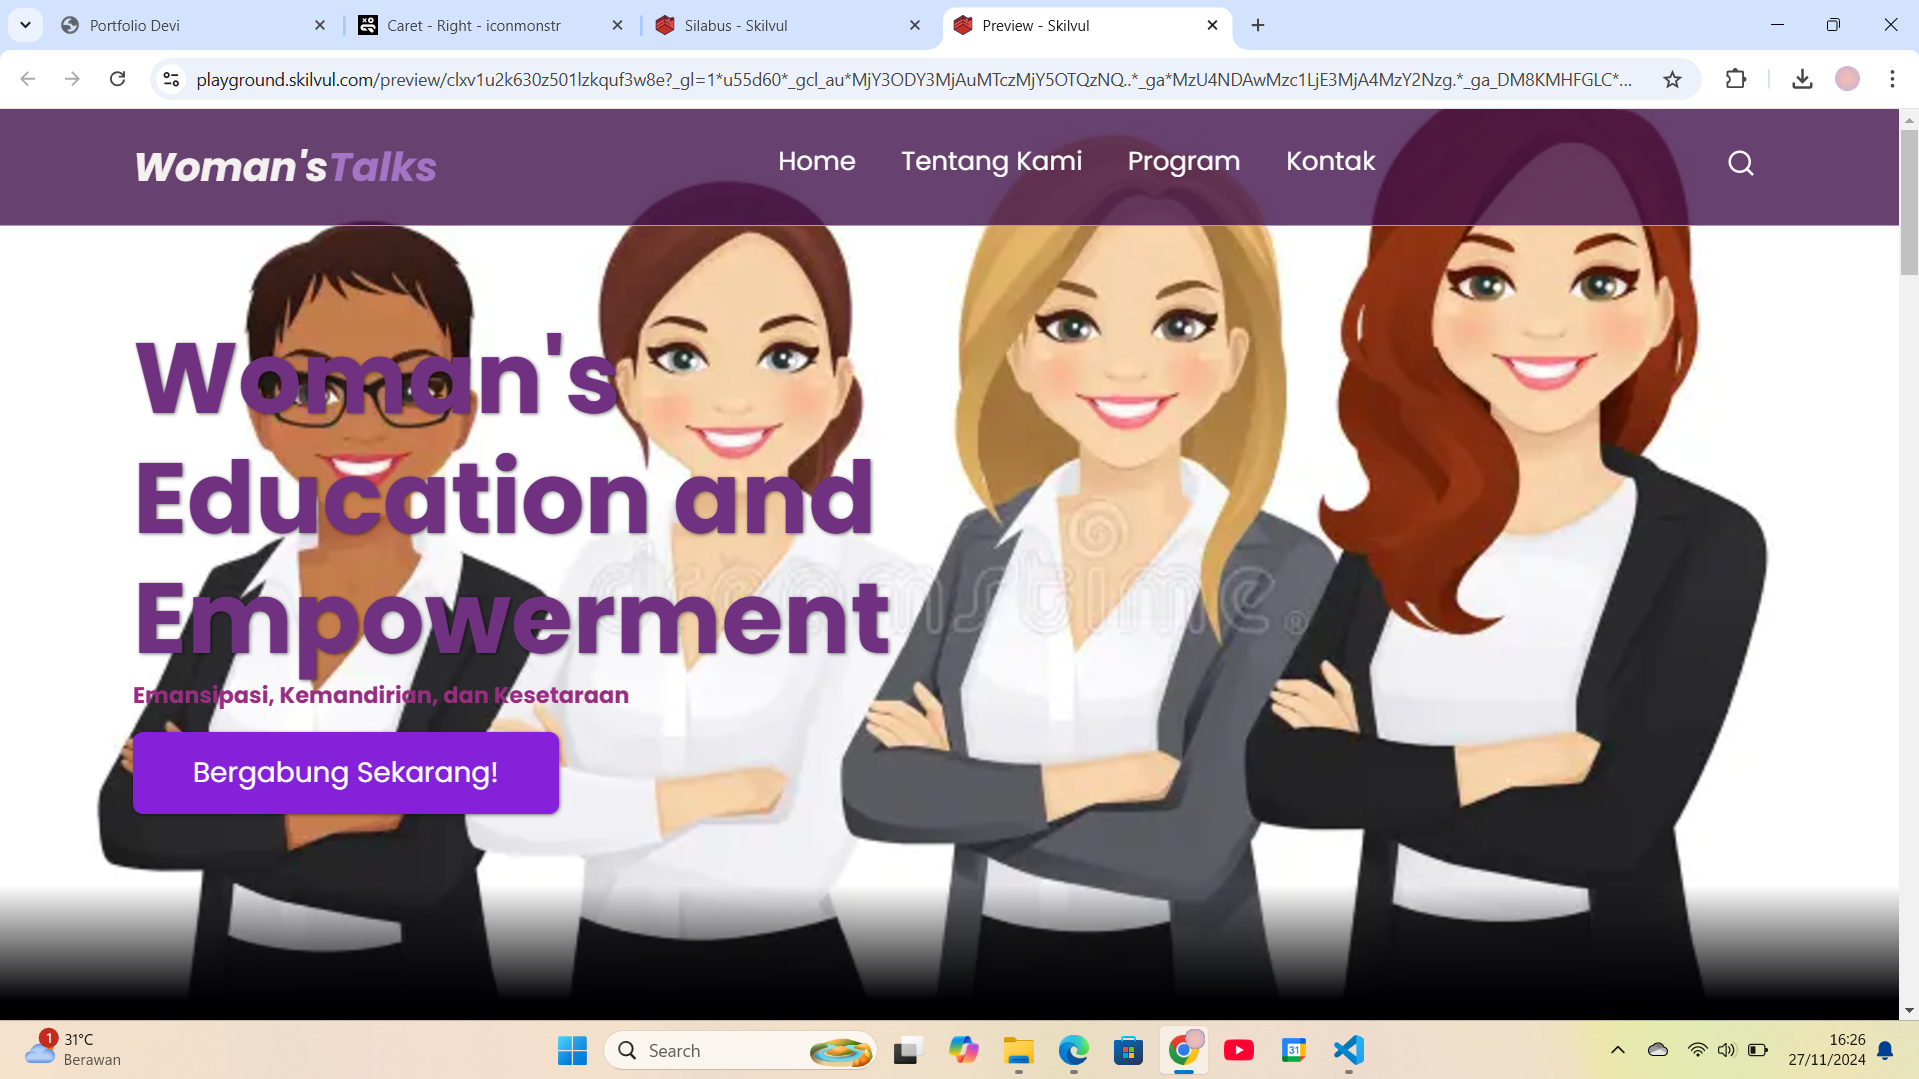 Portfolio Devi
Caret - Right - iconmonstr
Silabus - Skilvul
Preview - Skilvul
playground.skilvul.com/preview/clxv1u2k630z501lzkquf3w8e?_gl=1*u55d60*_gcl_au*MjY3ODY3MjAuMTczMjY5OTQzNQ..*_ga*MzU4NDAwMzc1LjE3MjA4MzY2Nzg.*_ga_DM8KMHFGLC*...
Woman'sTalks
Home
Tentang Kami
Program
Kontak
Woman's
Education and
Empowerment
dreamstime®
Emansipasi, Kemandirian, dan Kesetaraan
Bergabung Sekarang!
1
31°C
Berawan
Search
31
16:26
27/11/2024